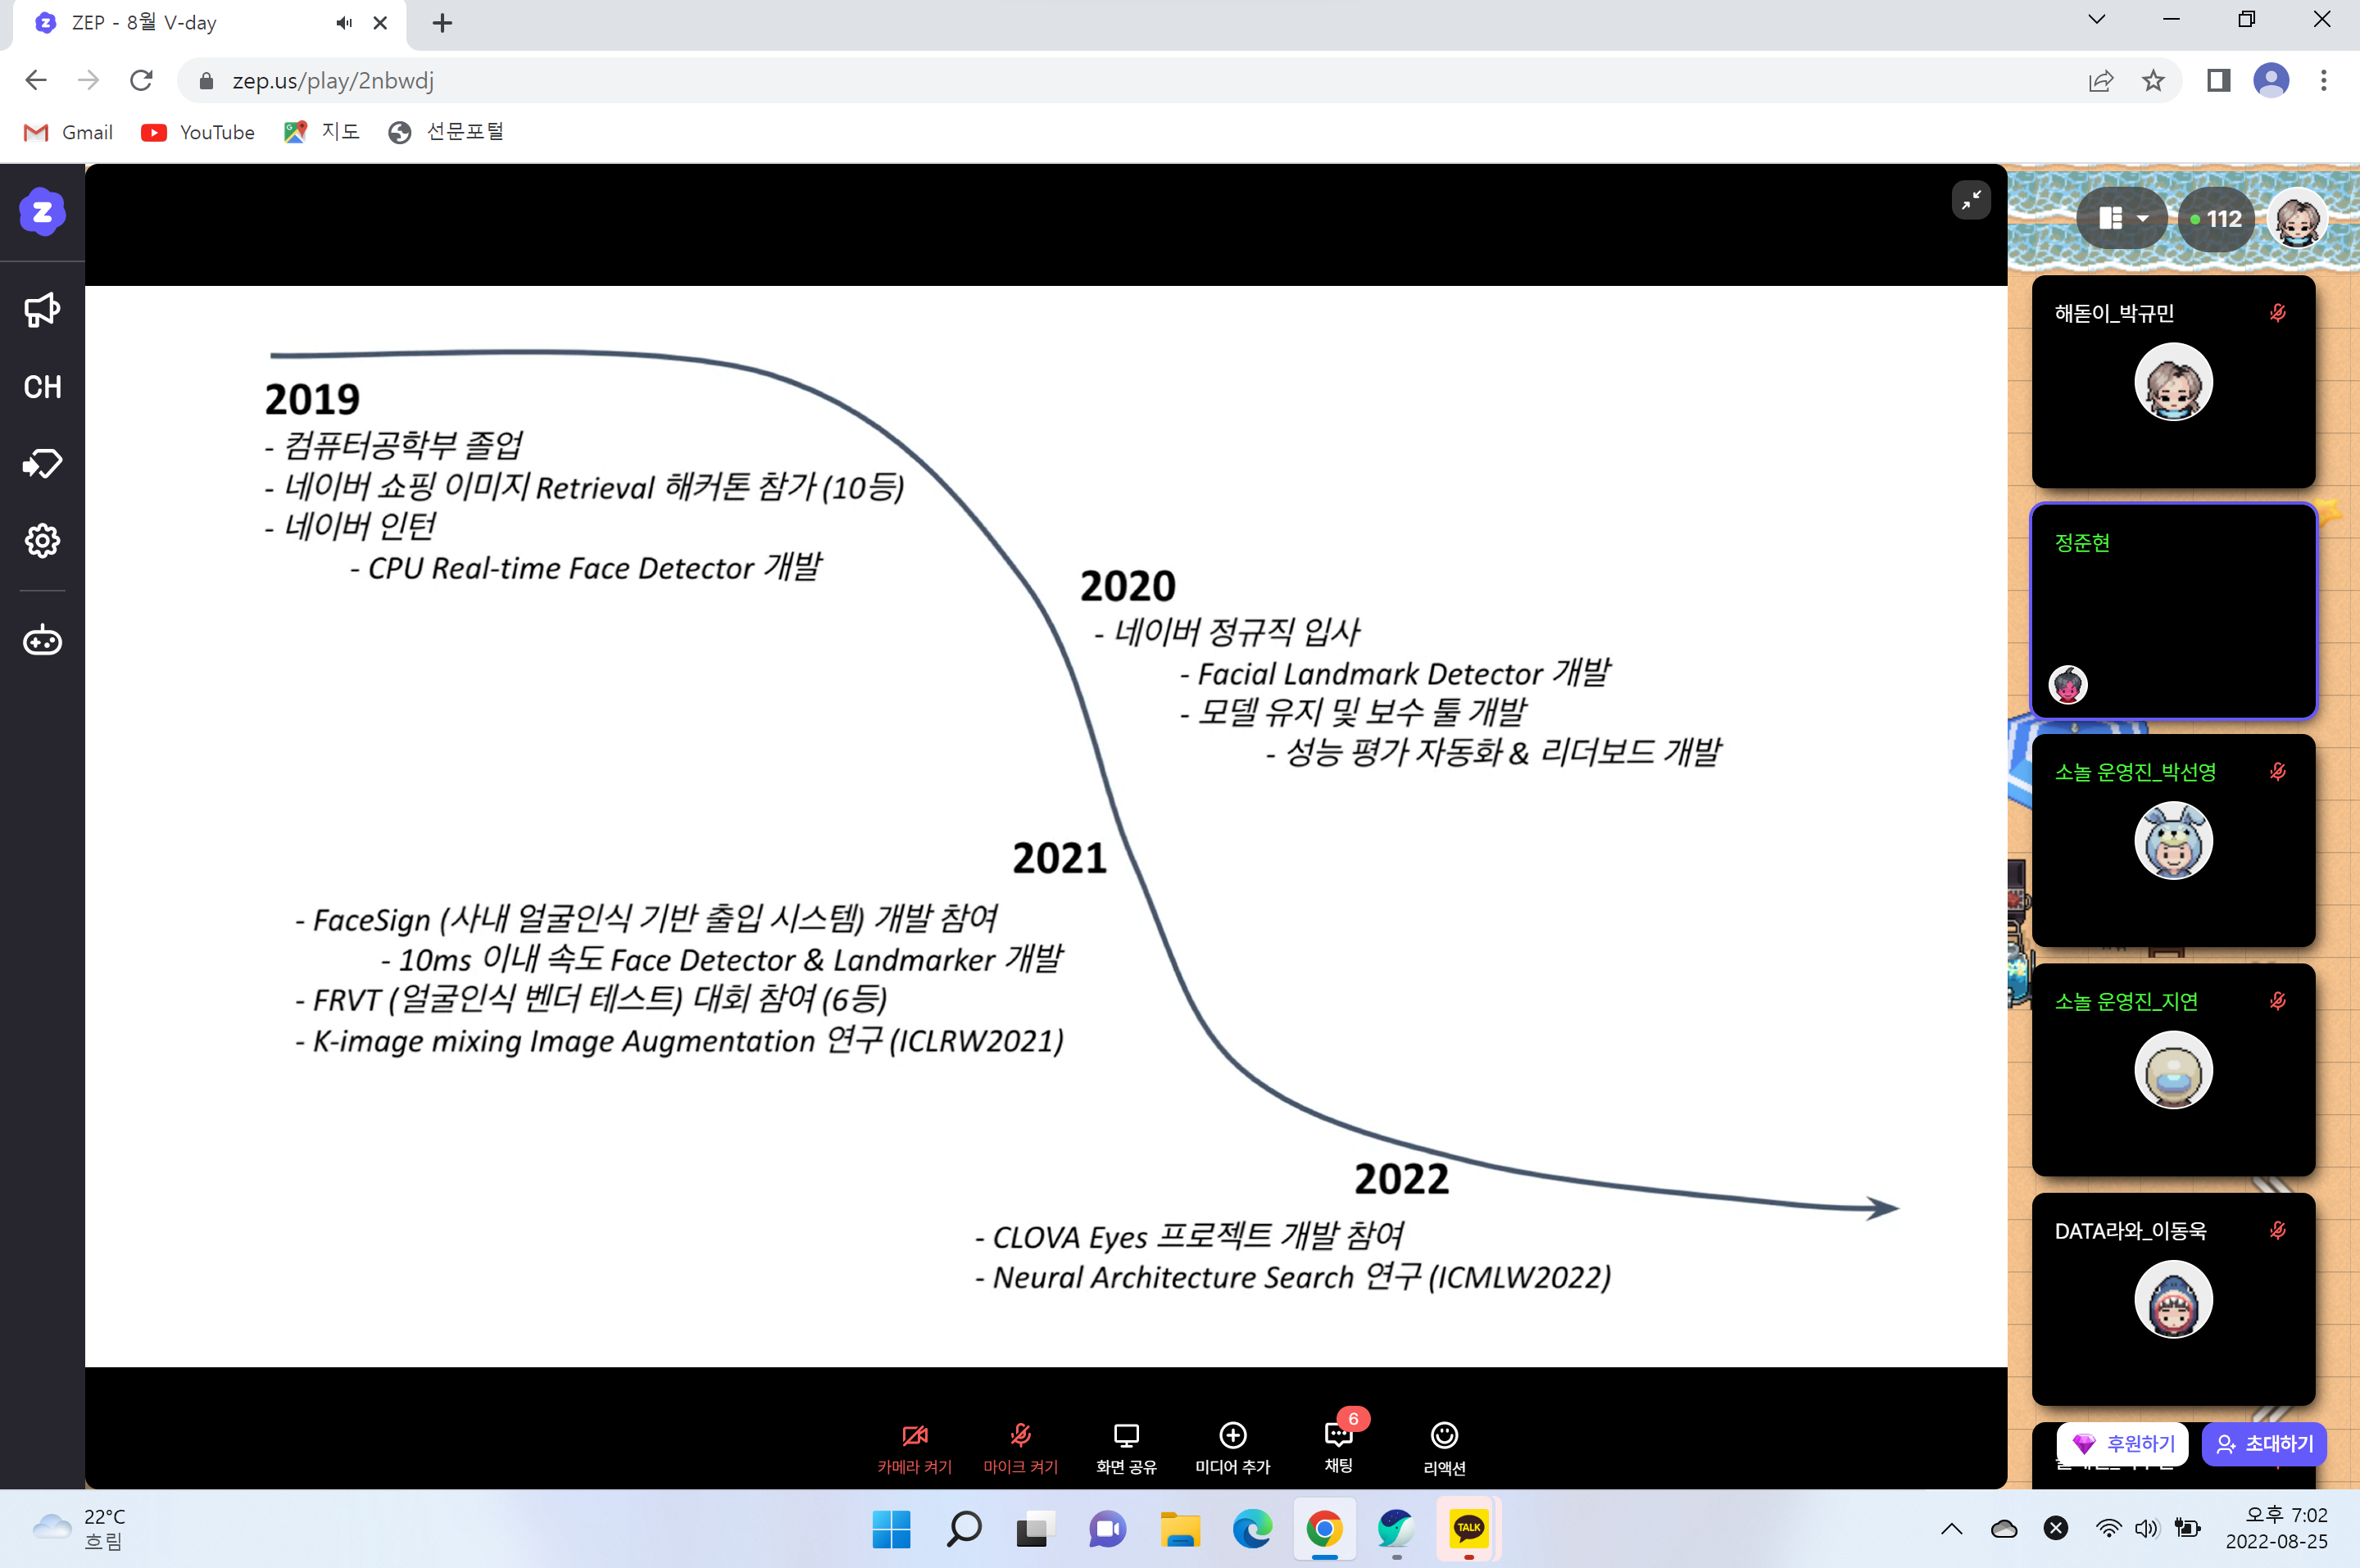 ZEP - 8월 V-day
zep.us/play/2nbwdj
Gmail
YouTube
지도
선문포털
CH
112
2019
- 컴퓨터공학부 졸업
- 네이버 쇼핑 이미지 Retrieval 해커톤 참가 (10등)
- 네이버 인턴
- CPU Real-time Face Detector 개발
2020
- 네이버 정규직 입사
- Facial Landmark Detector 개발
- 모델 유지 및 보수 툴 개발
- 성능 평가 자동화 & 리더보드 개발
2021
- FaceSign (사내 얼굴인식 기반 출입 시스템) 개발 참여
- 10ms 이내 속도 Face Detector & Landmarker 개발
- FRVT (얼굴인식 벤더 테스트) 대회 참여 (6등)
- K-image mixing Image Augmentation 연구 (ICLRW2021)
2022
- CLOVA Eyes 프로젝트 개발 참여
- Neural Architecture Search 연구 (ICMLW2022)
해돋이_박규민
정준현
소놀 운영진_박선영
소놀 운영진_지연
DATA라와_이동욱
후원하기
초대하기
카메라 켜기
마이크 켜기
화면 공유
미디어 추가
6
채팅
리액션
22°C
흐림
TALK
오후 7:02
2022-08-25